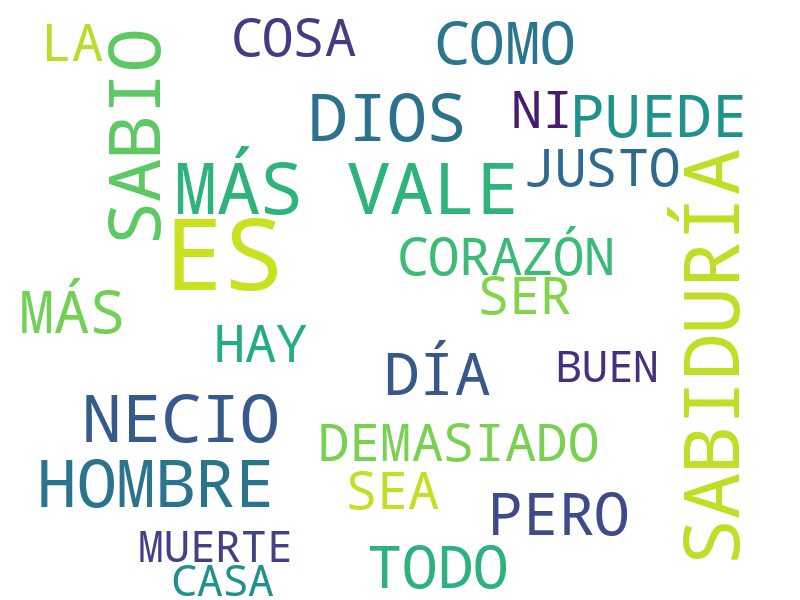 LA
COSA
COMO
SABIO
DIOS
NI
PUEDE
MÁS VALE
JUSTO
SABIDURÍA
ES
CORAZÓN
SER
MÁS
HAY
DÍA
BUEN
NECIO
DEMASIADO
HOMBRE
SEA
PERO
MUERTE
TODO
CASA